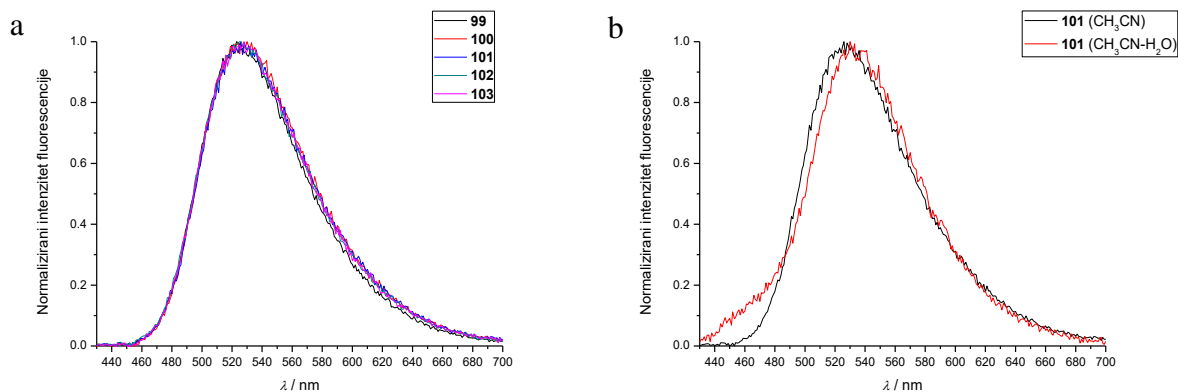 a
99
100
101
102
103
1.0
0.8
0.6
0.4
0.2
0.0
Normalizirani intenzitet fluorescencije
440 460 480 500 520 540 560 580 600 620 640 660 680 700
λ / nm
b
101 (CH₃CN)
101 (CH₃CN-H₂O)
1.0
0.8
0.6
0.4
0.2
0.0
Normalizirani intenzitet fluorescencije
440 460 480 500 520 540 560 580 600 620 640 660 680 700
λ / nm